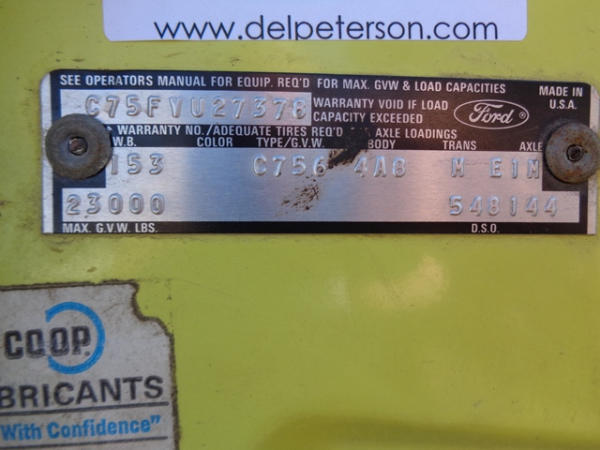 www.delpeterson.com
SEE OPERATORS MANUAL FOR EQUIP. REQ'D FOR MAX. GVW & LOAD CAPACITIES
MADE IN
U.S.A.
C75FVU27378
WARRANTY VOID IF LOAD
CAPACITY EXCEEDED
Ford
WARRANTY NO./ADEQUATE TIRES REQ'D AXLE LOADINGS
W.B. COLOR TYPE/G.V.W. BODY TRANS AXLE
153 C756 4A8 M E1M
23000 548144
MAX. G.V.W. LBS. D.S.O.
CO.OP.
BRICANTS
"With Confidence"